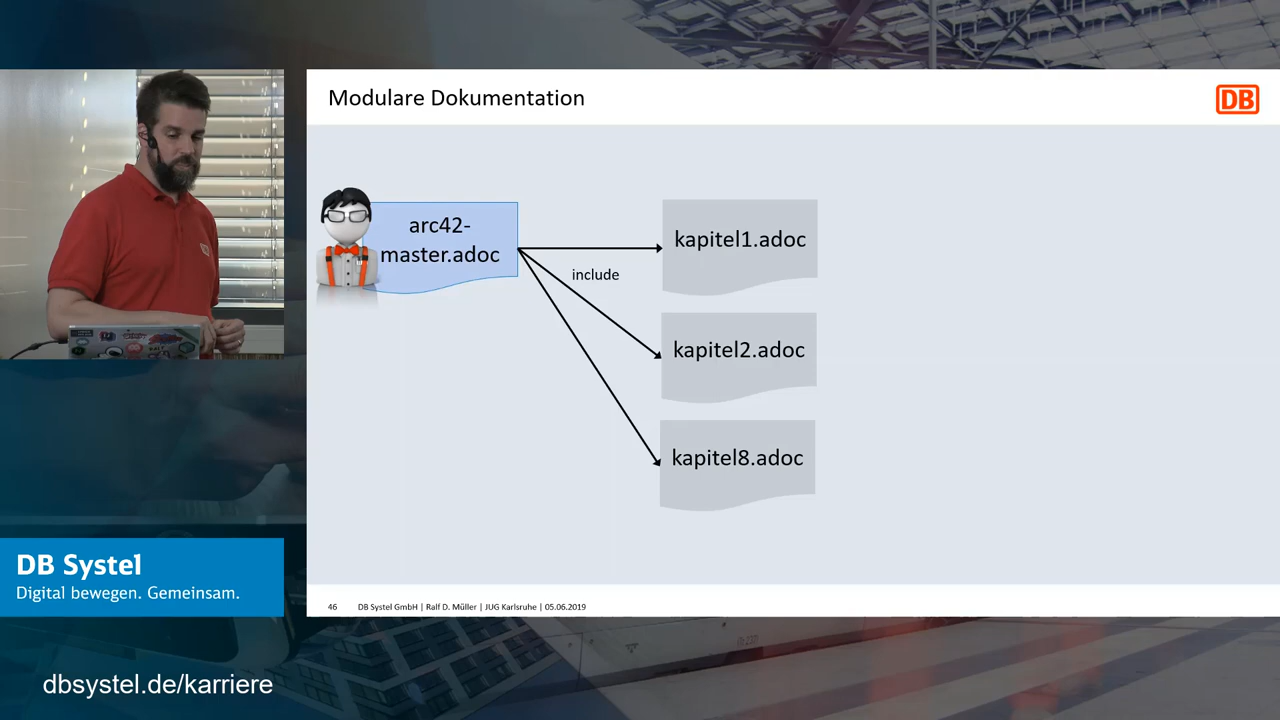 Modulare Dokumentation
DB
arc42-
master.adoc
include
kapitel1.adoc
kapitel2.adoc
kapitel8.adoc
DB Systel
Digital bewegen. Gemeinsam.
46 DB Systel GmbH | Ralf D. Müller | JUG Karlsruhe | 05.06.2019
dbsystel.de/karriere